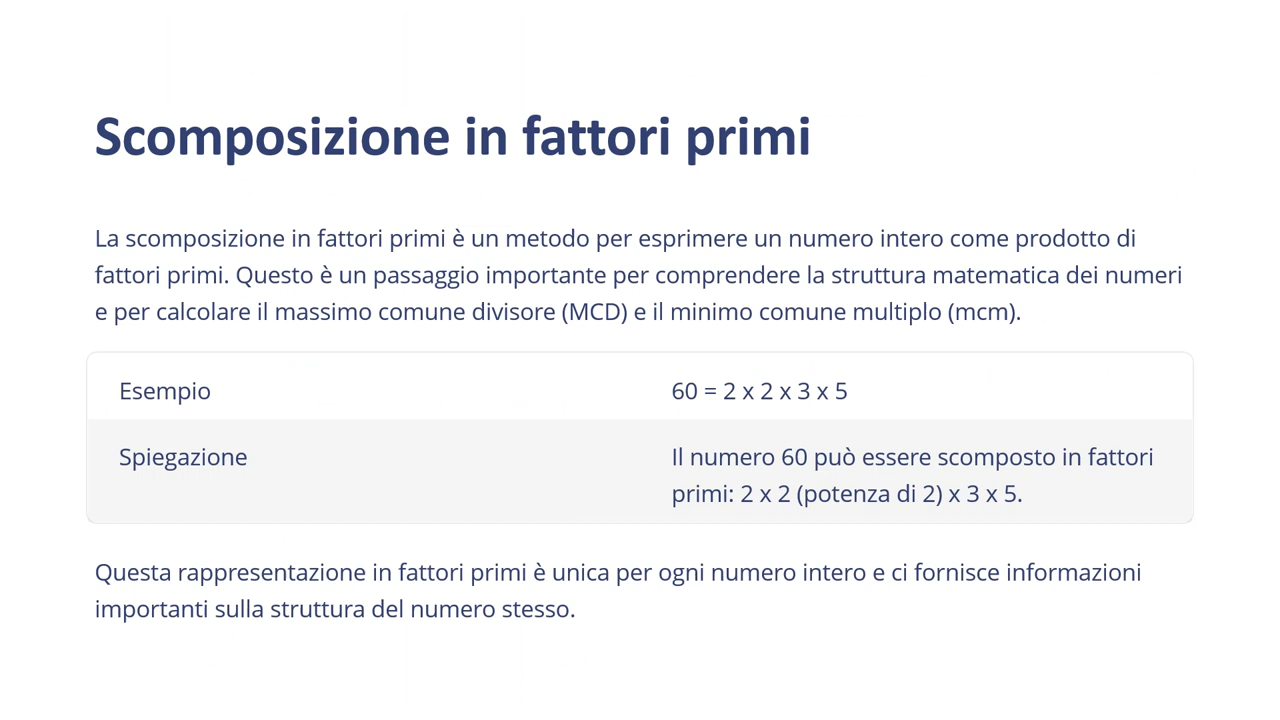 Scomposizione in fattori primi
La scomposizione in fattori primi è un metodo per esprimere un numero intero come prodotto di
fattori primi. Questo è un passaggio importante per comprendere la struttura matematica dei numeri
e per calcolare il massimo comune divisore (MCD) e il minimo comune multiplo (mcm).
Esempio
60 = 2 x 2 x 3 x 5
Spiegazione
Il numero 60 può essere scomposto in fattori
primi: 2 x 2 (potenza di 2) x 3 x 5.
Questa rappresentazione in fattori primi è unica per ogni numero intero e ci fornisce informazioni
importanti sulla struttura del numero stesso.